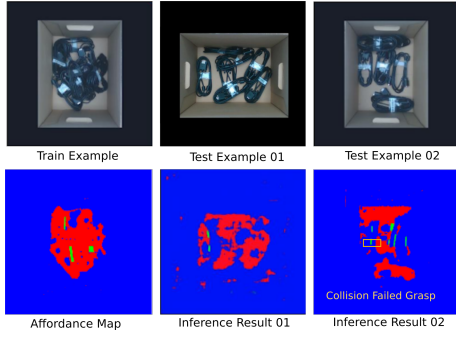 Train Example
Test Example 01
Test Example 02
Collision Failed Grasp
Affordance Map
Inference Result 01
Inference Result 02